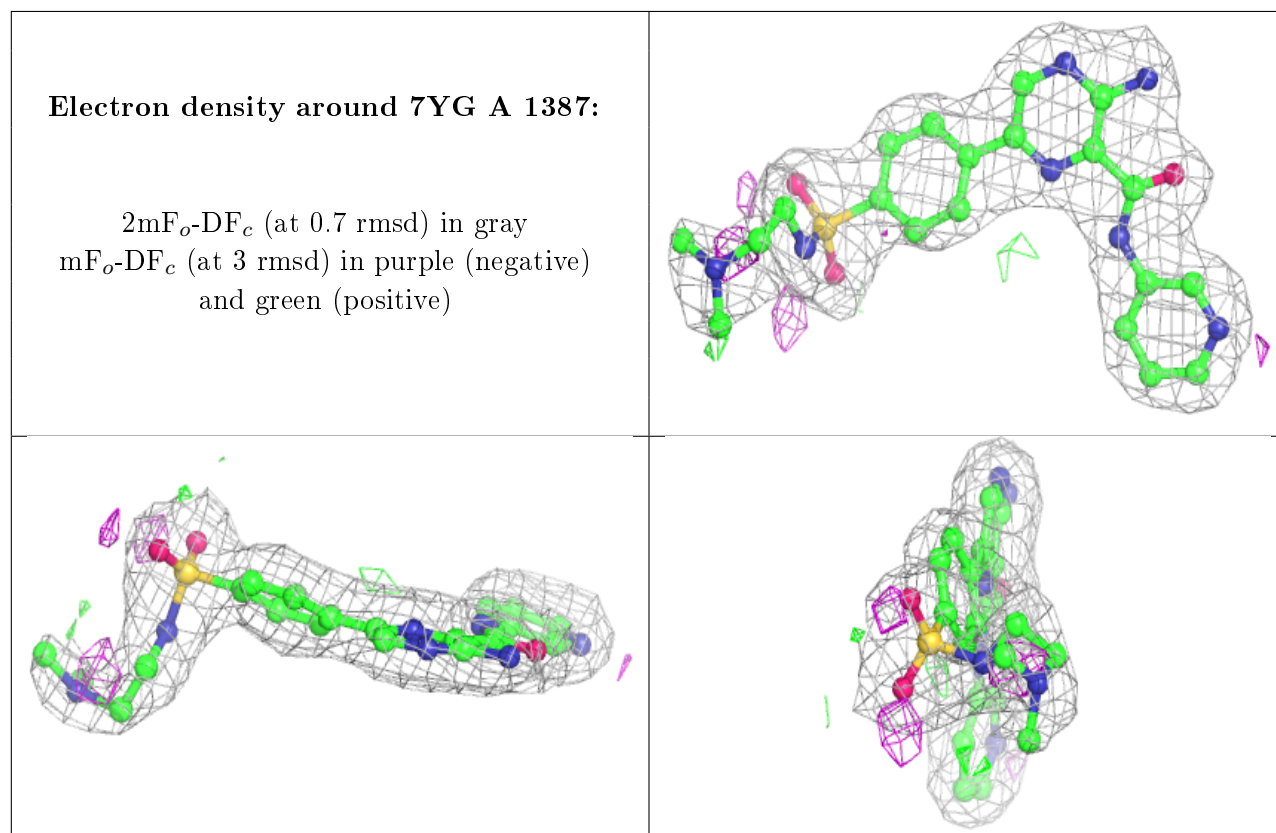 Electron density around 7YG A 1387:
2mFo-DFc (at 0.7 rmsd) in gray
mFo-DFc (at 3 rmsd) in purple (negative)
and green (positive)